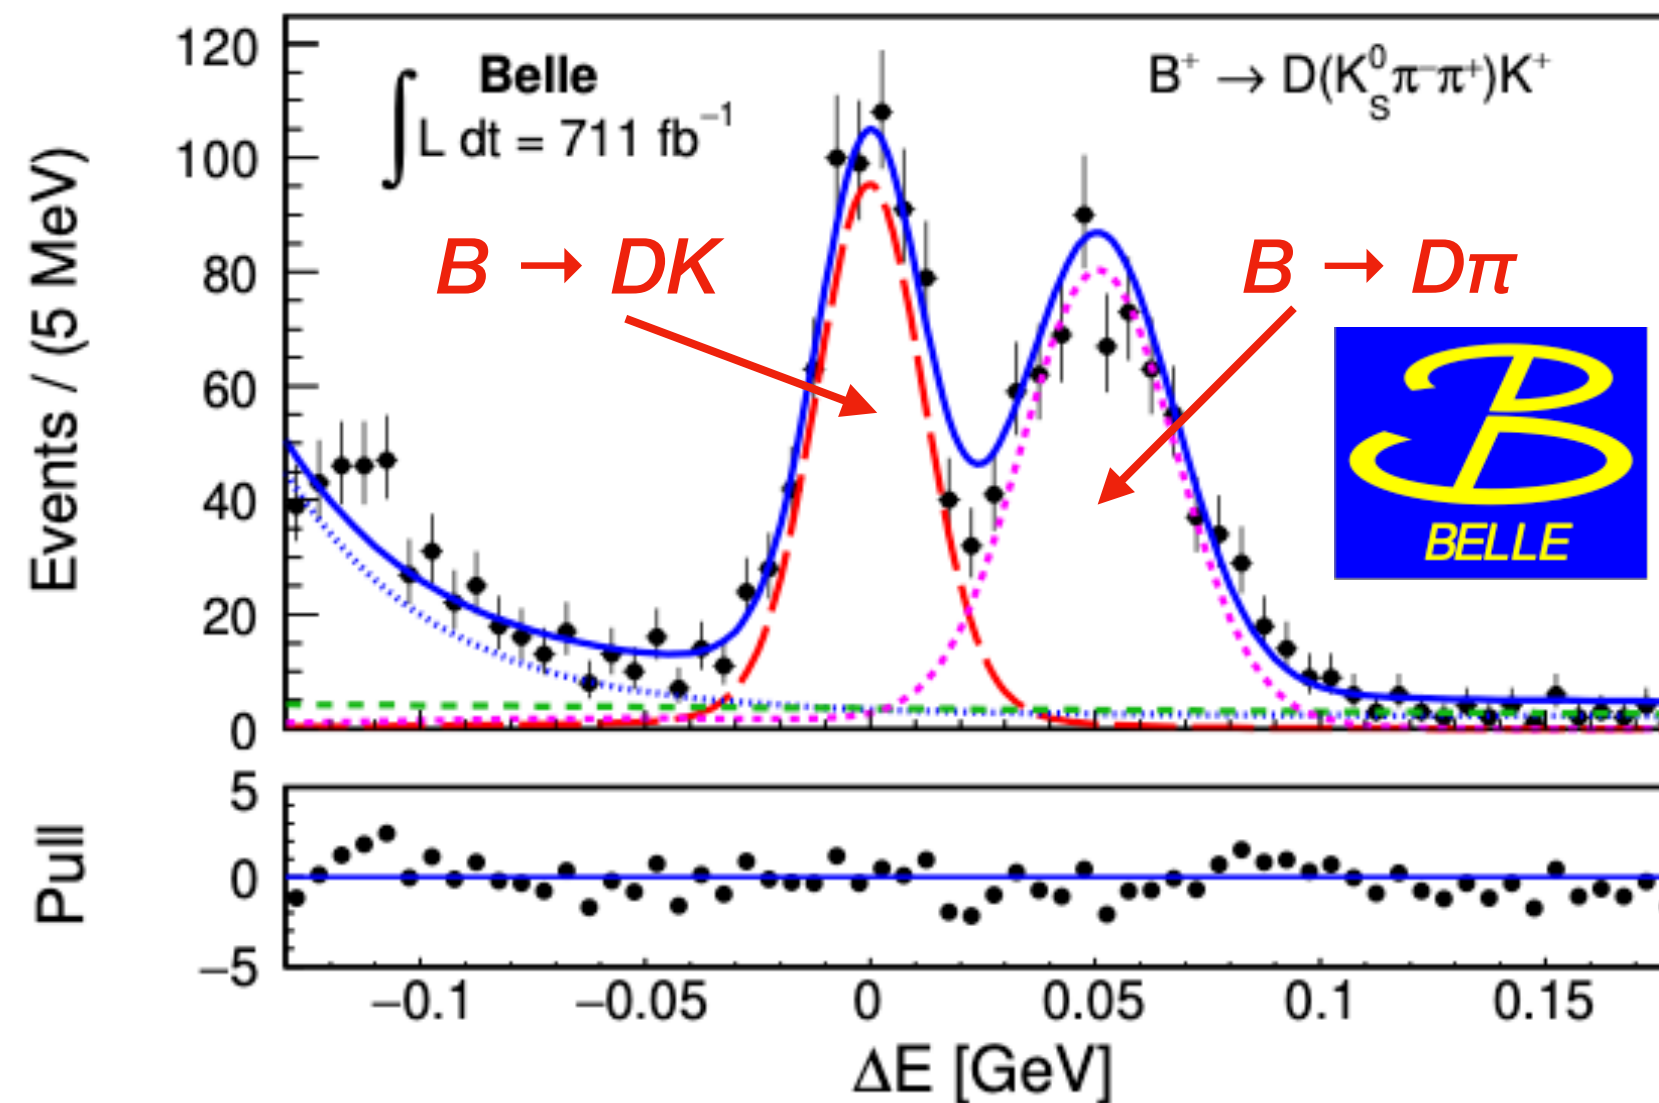 Events / (5 MeV)
120
100
80
60
40
20
0
Belle
∫L dt = 711 fb⁻¹
B⁺ → D(K⁰_S π⁻π⁺)K⁺
B → DK
B → Dπ
BELLE
Pull
5
0
−5
−0.1 −0.05 0 0.05 0.1 0.15
ΔE [GeV]